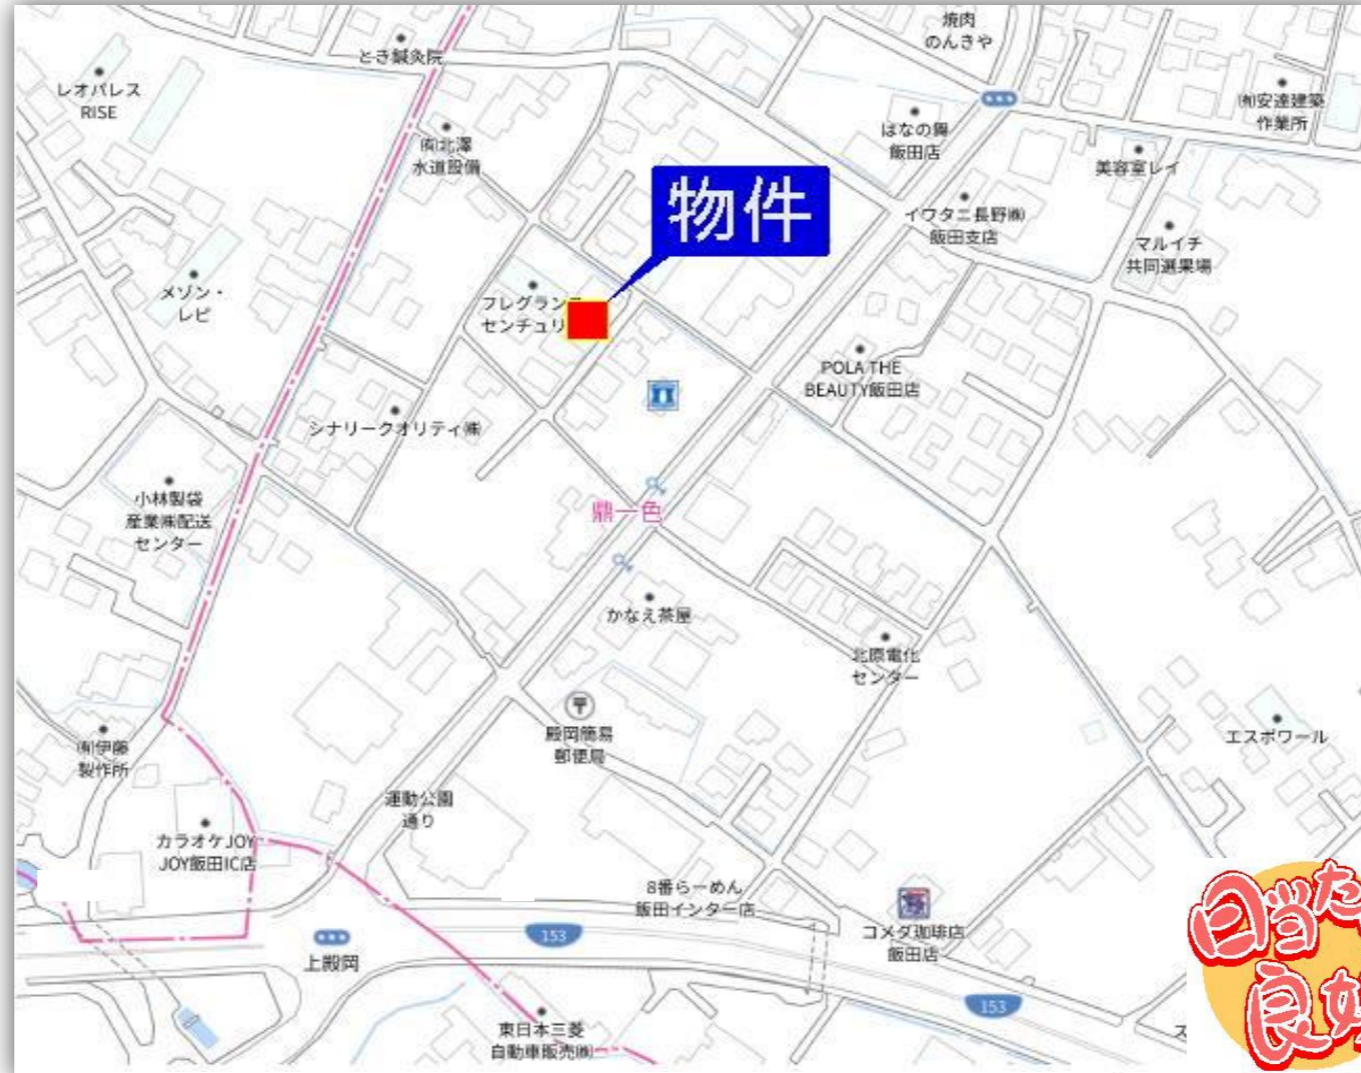 焼肉
のんきや
とき鍼灸院
レオパレス
RISE
㈲安達建築
作業所
はなの舞
飯田店
㈲北澤
水道設備
美容室レイ
物件
イワタニ長野㈱
飯田支店
マルイチ
共同選果場
メゾン・
レピ
フレグラン
センチュリ
POLA THE
BEAUTY飯田店
シナリークオリティ㈱
小林製袋
産業㈱配送
センター
鼎一色
かなえ茶屋
北原電化
センター
殿岡簡易
郵便局
エスポワール
㈲伊藤
製作所
運動公園
通り
カラオケJOY
JOY飯田IC店
8番らーめん
飯田インター店
コメダ珈琲店
飯田店
153
上殿岡
153
東日本三菱
自動車販売㈱
日当た
良好